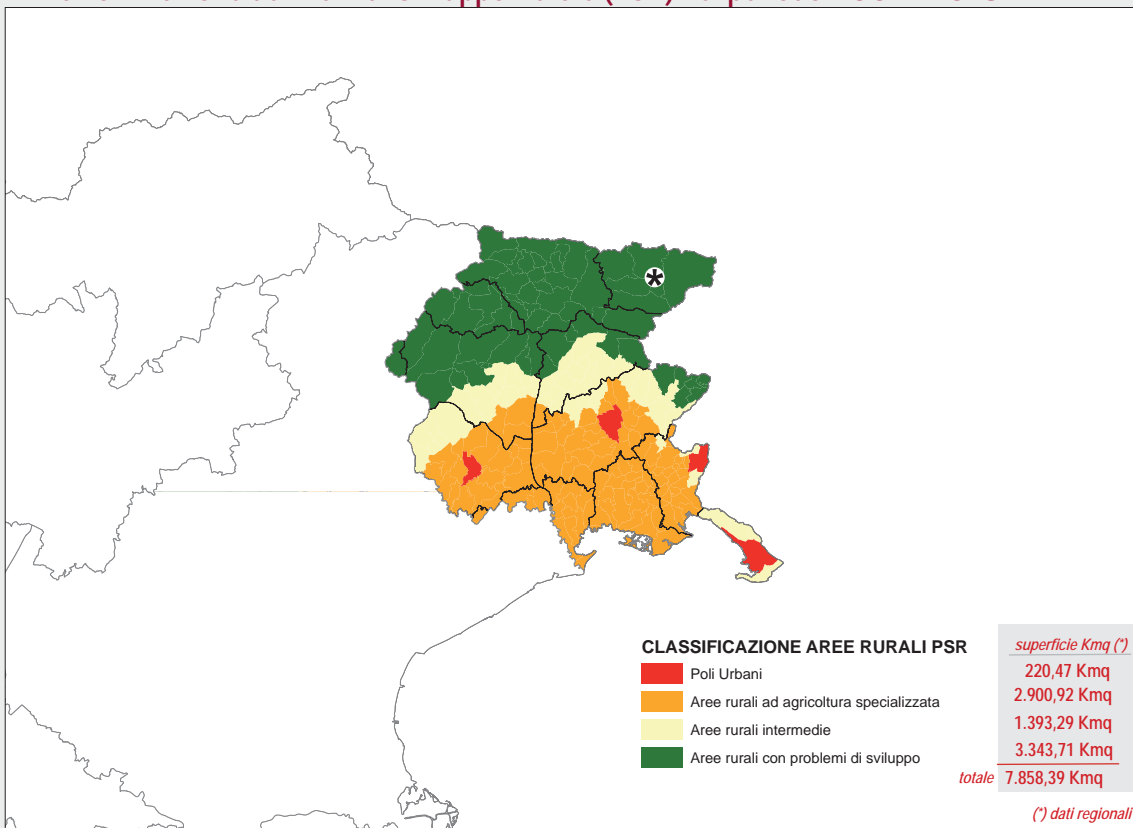 CLASSIFICAZIONE AREE RURALI PSR
superficie Kmq (*)
Poli Urbani
220,47 Kmq
Aree rurali ad agricoltura specializzata
2.900,92 Kmq
Aree rurali intermedie
1.393,29 Kmq
Aree rurali con problemi di sviluppo
3.343,71 Kmq
totale 7.858,39 Kmq
(*) dati regionali